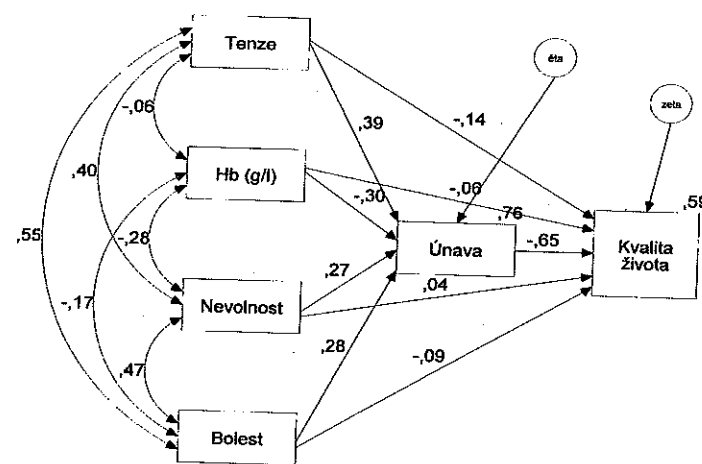 Tenze
éta
zeta
-,06
,39
-,14
,40
Hb (g/l)
-,30
-,06
,76
,59
,55
-,28
Únava
-,65
Kvalita
života
-,17
Nevolnost
,27
,04
,28
,47
-,09
Bolest